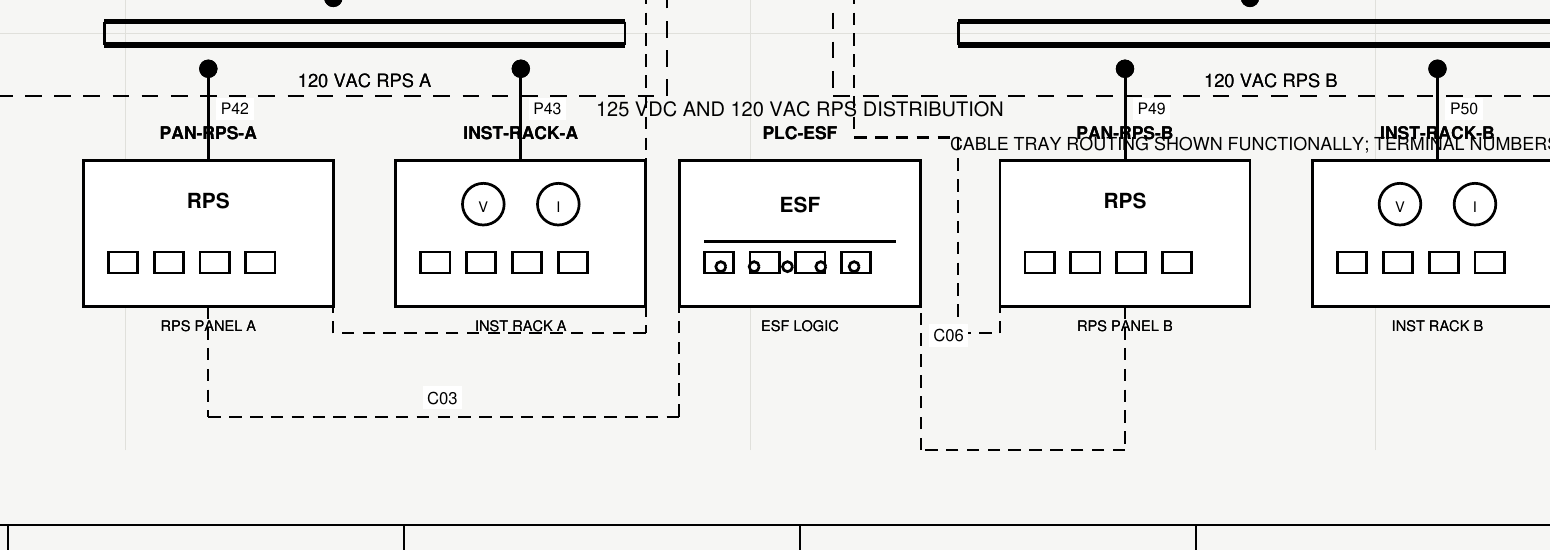 120 VAC RPS A
120 VAC RPS B
P42
P43
125 VDC AND 120 VAC RPS DISTRIBUTION
P49
P50
PAN-RPS-A
INST-RACK-A
PLC-ESF
PAN-RPS-B
INST-RACK-B
CABLE TRAY ROUTING SHOWN FUNCTIONALLY; TERMINAL NUMBERS
RPS
V
I
ESF
RPS
V
I
RPS PANEL A
INST RACK A
ESF LOGIC
C06
RPS PANEL B
INST RACK B
C03